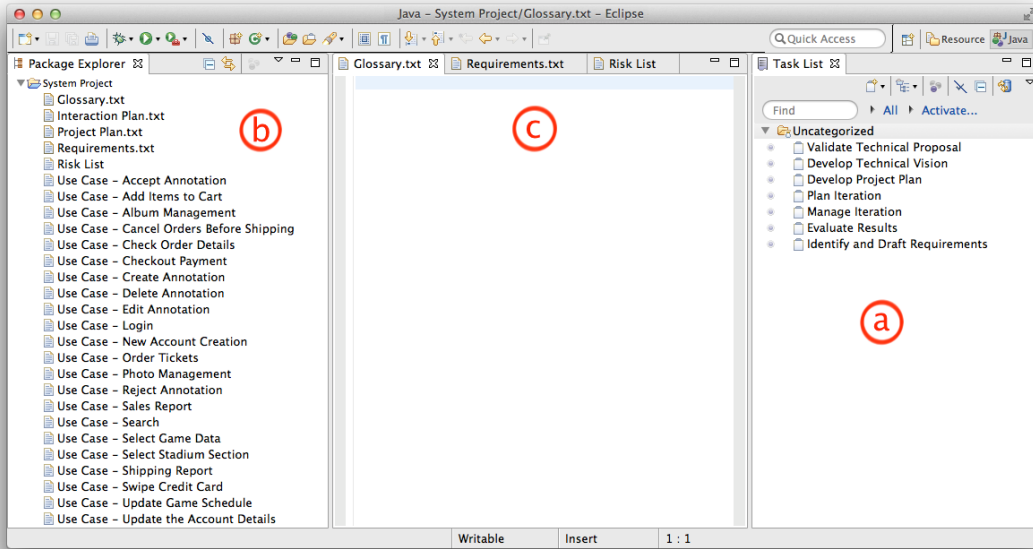 Java – System Project/Glossary.txt – Eclipse
Quick Access
Resource
Java
Package Explorer
System Project
Glossary.txt
Interaction Plan.txt
Project Plan.txt
Requirements.txt
Risk List
Use Case – Accept Annotation
Use Case – Add Items to Cart
Use Case – Album Management
Use Case – Cancel Orders Before Shipping
Use Case – Check Order Details
Use Case – Checkout Payment
Use Case – Create Annotation
Use Case – Delete Annotation
Use Case – Edit Annotation
Use Case – Login
Use Case – New Account Creation
Use Case – Order Tickets
Use Case – Photo Management
Use Case – Reject Annotation
Use Case – Sales Report
Use Case – Search
Use Case – Select Game Data
Use Case – Select Stadium Section
Use Case – Shipping Report
Use Case – Swipe Credit Card
Use Case – Update Game Schedule
Use Case – Update the Account Details
b
Glossary.txt
Requirements.txt
Risk List
c
Task List
Find
All
Activate...
Uncategorized
Validate Technical Proposal
Develop Technical Vision
Develop Project Plan
Plan Iteration
Manage Iteration
Evaluate Results
Identify and Draft Requirements
a
Writable
Insert
1 : 1